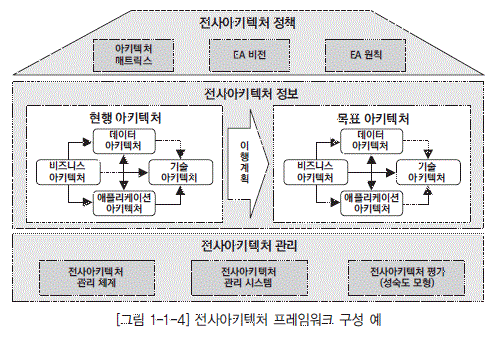 전사아키텍처 정책
아키텍처
매트릭스
EA 비전
EA 원칙
전사아키텍처 정보
현행 아키텍처
데이터
아키텍처
비즈니스
아키텍처
기술
아키텍처
애플리케이션
아키텍처
이
행
계
획
목표 아키텍처
데이터
아키텍처
비즈니스
아키텍처
기술
아키텍처
애플리케이션
아키텍처
전사아키텍처 관리
전사아키텍처
관리 체계
전사아키텍처
관리 시스템
전사아키텍처 평가
(성숙도 모형)
[그림 1-1-4] 전사아키텍처 프레임워크 구성 예